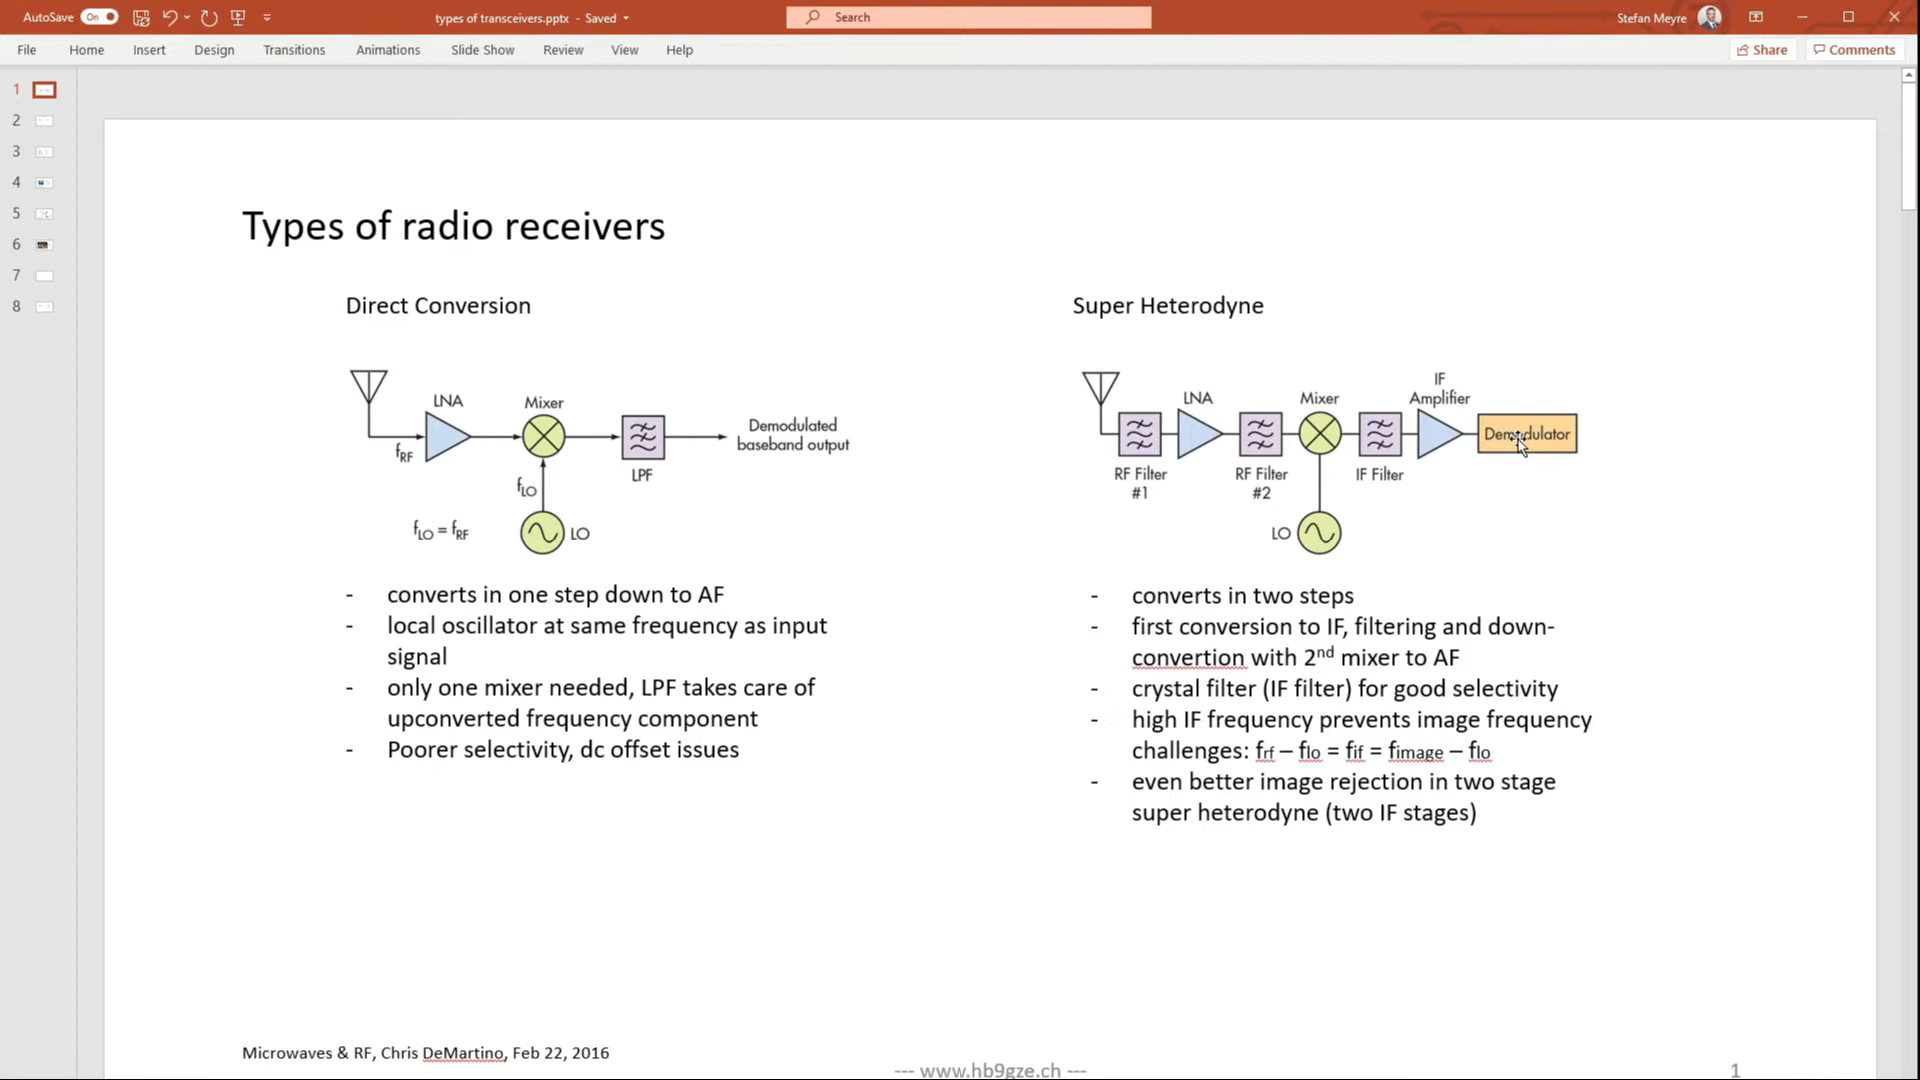 AutoSave On types of transceivers.pptx - Saved Search Stefan Meyre
File Home Insert Design Transitions Animations Slide Show Review View Help Share Comments
1
2
3
4
5
6
7
8
Types of radio receivers
Direct Conversion
LNA
Mixer
fRF
fLO
LPF
Demodulated
baseband output
fLO = fRF
LO
- converts in one step down to AF
- local oscillator at same frequency as input
signal
- only one mixer needed, LPF takes care of
upconverted frequency component
- Poorer selectivity, dc offset issues
Super Heterodyne
LNA
Mixer
IF
Amplifier
Demodulator
RF Filter
#1
RF Filter
#2
IF Filter
LO
- converts in two steps
- first conversion to IF, filtering and down-
convertion with 2nd mixer to AF
- crystal filter (IF filter) for good selectivity
- high IF frequency prevents image frequency
challenges: frf – flo = fif = fimage – flo
- even better image rejection in two stage
super heterodyne (two IF stages)
Microwaves & RF, Chris DeMartino, Feb 22, 2016
--- www.hb9gze.ch ---
1